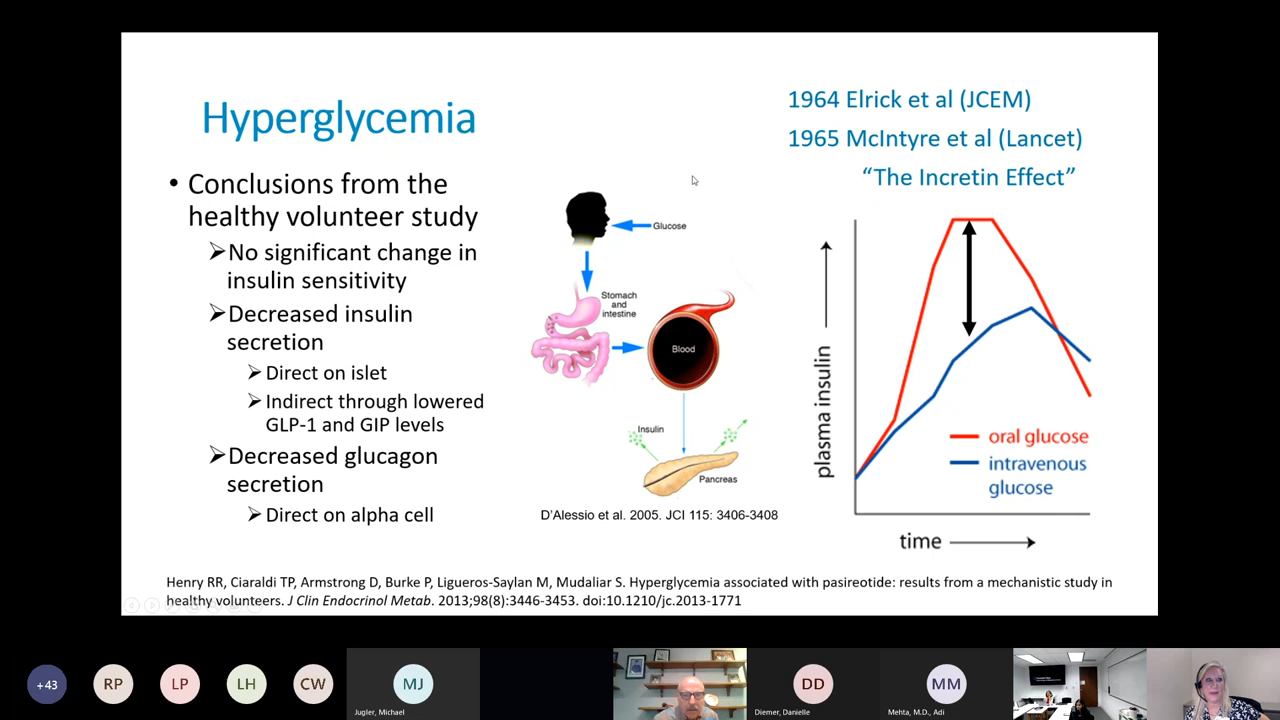 Hyperglycemia
• Conclusions from the
healthy volunteer study
➢No significant change in
insulin sensitivity
➢Decreased insulin
secretion
➢ Direct on islet
➢ Indirect through lowered
GLP-1 and GIP levels
➢Decreased glucagon
secretion
➢ Direct on alpha cell
Glucose
Stomach
and
intestine
Blood
Insulin
Pancreas
D'Alessio et al. 2005. JCI 115: 3406-3408
1964 Elrick et al (JCEM)
1965 McIntyre et al (Lancet)
“The Incretin Effect”
plasma insulin
oral glucose
intravenous
glucose
time
Henry RR, Ciaraldi TP, Armstrong D, Burke P, Ligueros-Saylan M, Mudaliar S. Hyperglycemia associated with pasireotide: results from a mechanistic study in
healthy volunteers. J Clin Endocrinol Metab. 2013;98(8):3446-3453. doi:10.1210/jc.2013-1771
+43
RP
LP
LH
CW
MJ
Jugler, Michael
DD
Diemer, Danielle
MM
Mehta, M.D., Adi